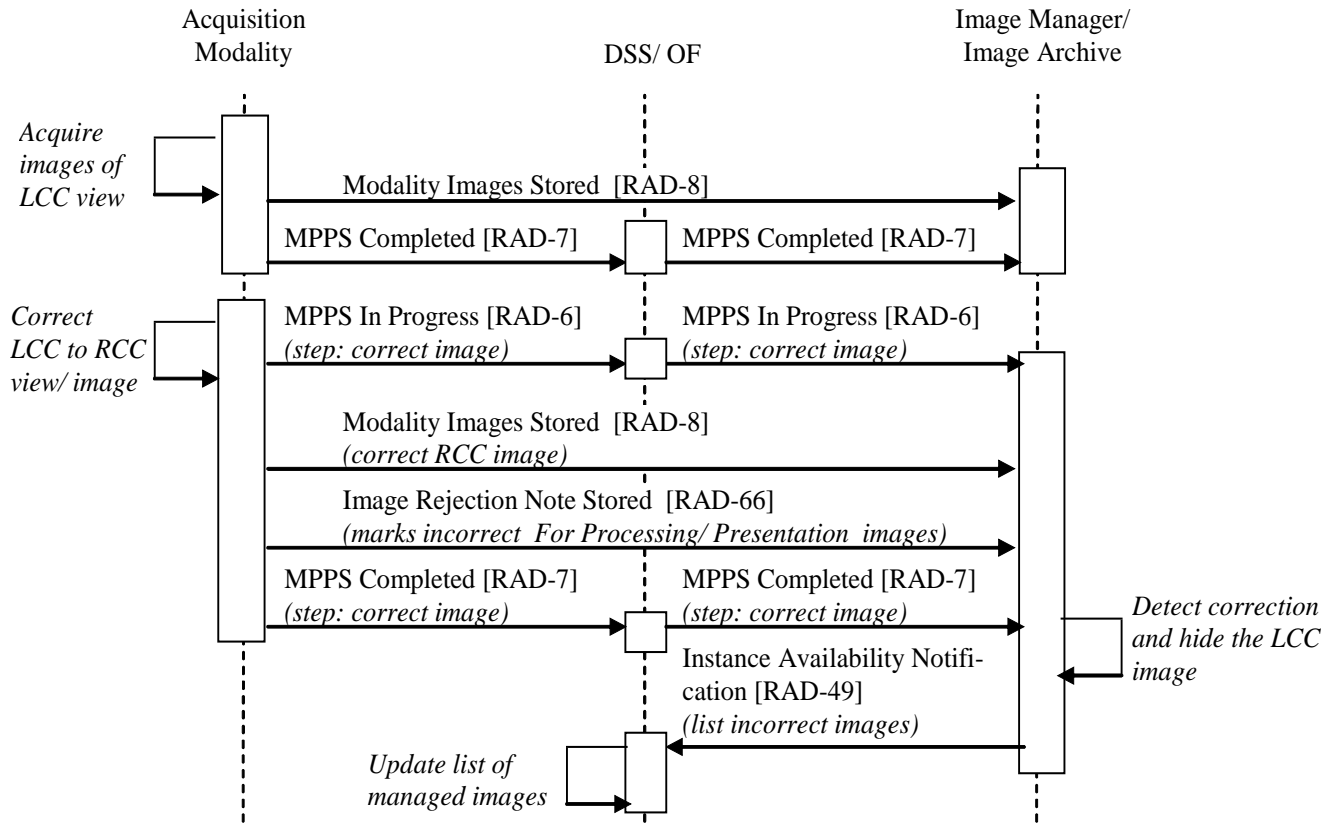 Acquisition
Modality
DSS/ OF
Image Manager/
Image Archive
Acquire
images of
LCC view
Modality Images Stored  [RAD-8]
MPPS Completed [RAD-7]
MPPS Completed [RAD-7]
Correct
LCC to RCC
view/ image
MPPS In Progress [RAD-6]
(step: correct image)
MPPS In Progress [RAD-6]
(step: correct image)
Modality Images Stored  [RAD-8]
(correct RCC image)
Image Rejection Note Stored  [RAD-66]
(marks incorrect  For Processing/ Presentation  images)
MPPS Completed [RAD-7]
(step: correct image)
MPPS Completed [RAD-7]
(step: correct image)
Detect correction
and hide the LCC
image
Instance Availability Notifi-
cation [RAD-49]
(list incorrect images)
Update list of
managed images